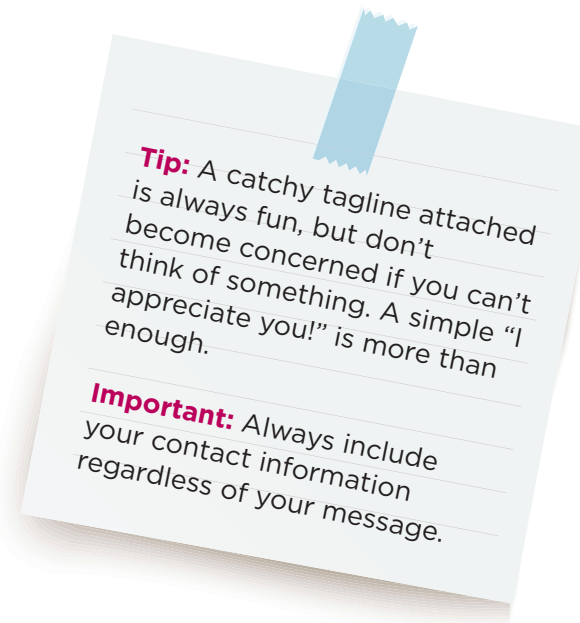 Tip: A catchy tagline attached
is always fun, but don’t
become concerned if you can’t
think of something. A simple “I
appreciate you!” is more than
enough.
Important: Always include
your contact information
regardless of your message.